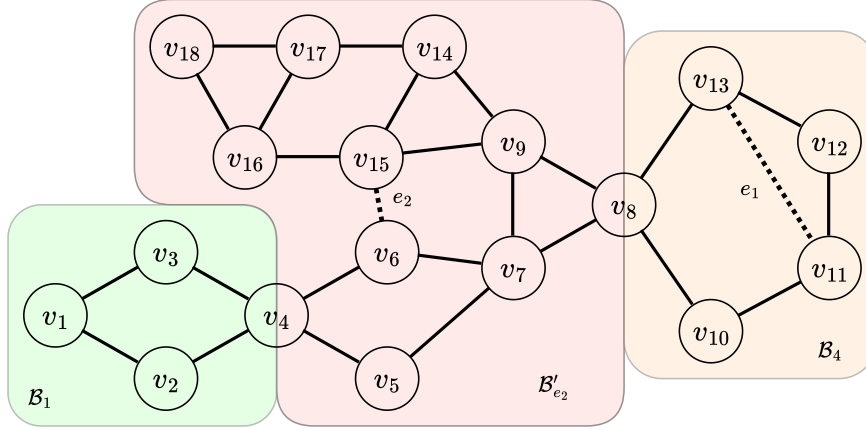 v₁₈ v₁₇ v₁₄
v₁₃
v₁₆ v₁₅ v₉ v₁₂
e₂ e₁
v₈
v₃ v₆ v₇ v₁₁
v₁ v₄
v₁₀
v₂ v₅
𝓑₁ 𝓑′ₑ₂ 𝓑₄